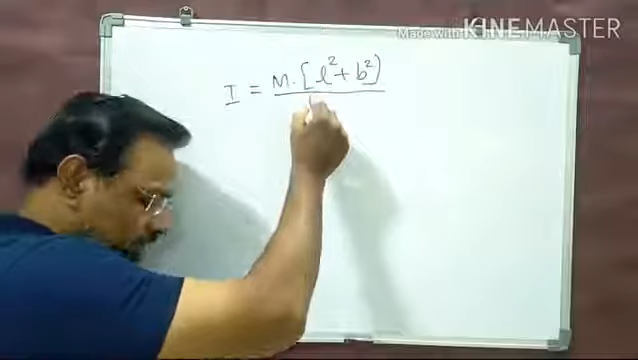 Made with KINEMASTER
I = M. [l²+b²)